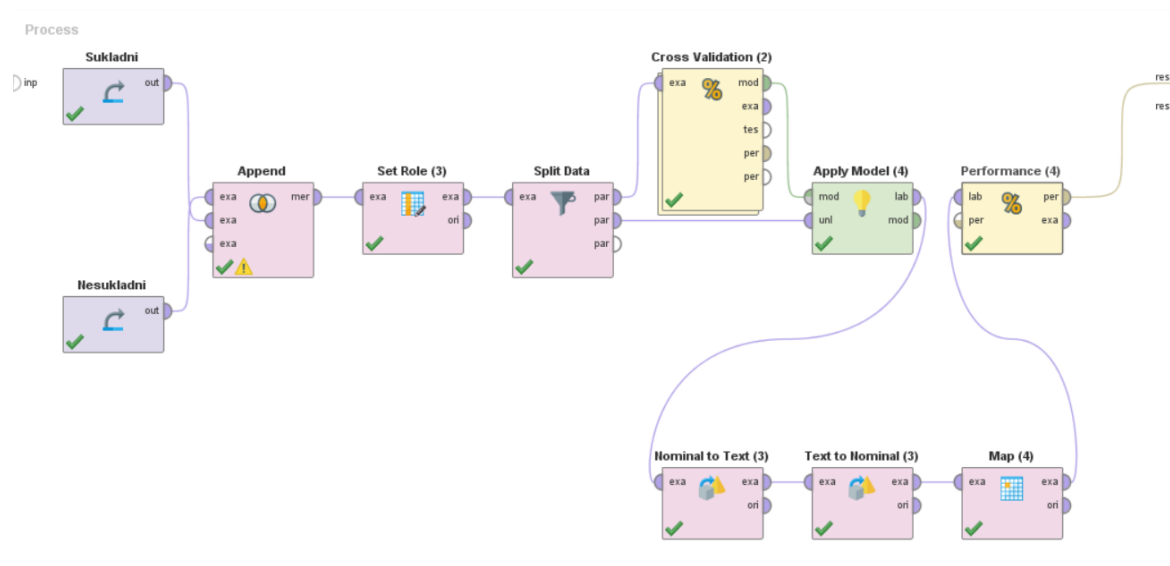 Process
inp
Sukladni
out
Cross Validation (2)
exa
mod
exa
tes
per
per
res
res
Append
exa
mer
exa
exa
Set Role (3)
exa
exa
ori
Split Data
exa
par
par
par
Apply Model (4)
mod
lab
unl
mod
Performance (4)
lab
per
per
exa
Nesukladni
out
Nominal to Text (3)
exa
exa
ori
Text to Nominal (3)
exa
exa
ori
Map (4)
exa
exa
ori